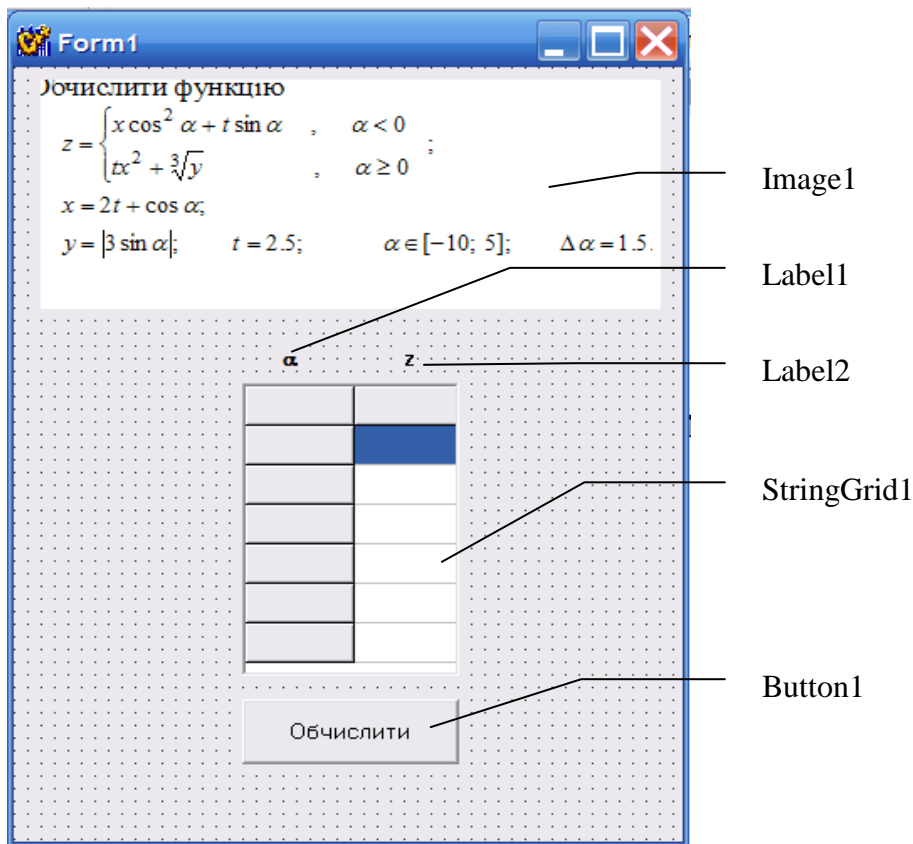 Form1
Обчислити функцію
z = { x cos² α + t sin α , α < 0
tx² + ∛y , α ≥ 0 ;
x = 2t + cos α;
y = |3 sin α|; t = 2.5; α ∈ [−10; 5]; Δα = 1.5.
Image1
Label1
α z
Label2
StringGrid1
Обчислити
Button1